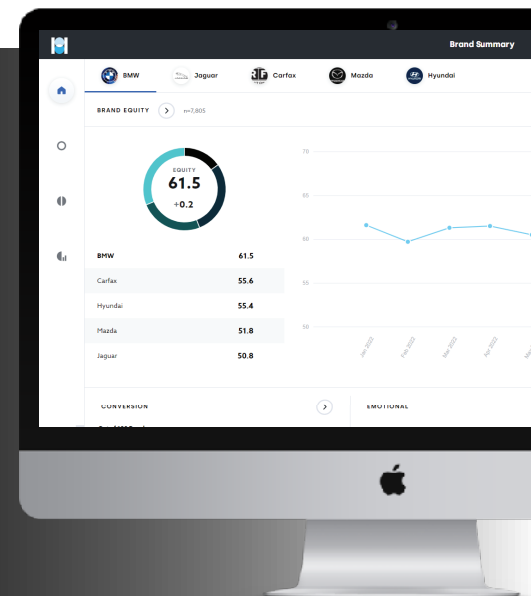 Brand Summary
BMW Jaguar Carfax Mazda Hyundai
BRAND EQUITY n=7,805
EQUITY
61.5
+0.2
70
65
60
55
50
Jan 2022 Feb 2022 Mar 2022 Apr 2022
BMW 61.5
Carfax 55.6
Hyundai 55.4
Mazda 51.8
Jaguar 50.8
CONVERSION EMOTIONAL